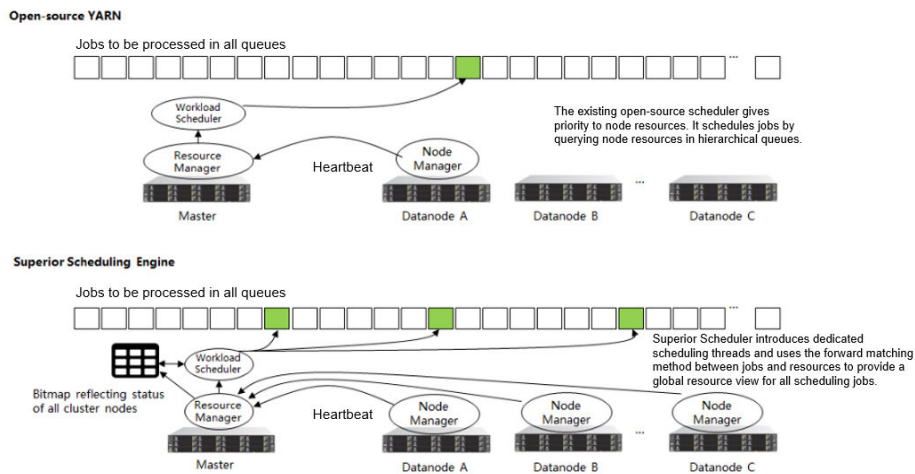 Open-source YARN
Jobs to be processed in all queues
...
Workload
Scheduler
The existing open-source scheduler gives
priority to node resources. It schedules jobs by
querying node resources in hierarchical queues.
Resource
Manager
Heartbeat
Node
Manager
...
Master
Datanode A
Datanode B
Datanode C
Superior Scheduling Engine
Jobs to be processed in all queues
...
Superior Scheduler introduces dedicated
scheduling threads and uses the forward matching
method between jobs and resources to provide a
global resource view for all scheduling jobs.
Workload
Scheduler
Bitmap reflecting status
of all cluster nodes
Resource
Manager
Heartbeat
Node
Manager
Node
Manager
Node
Manager
...
Master
Datanode A
Datanode B
Datanode C